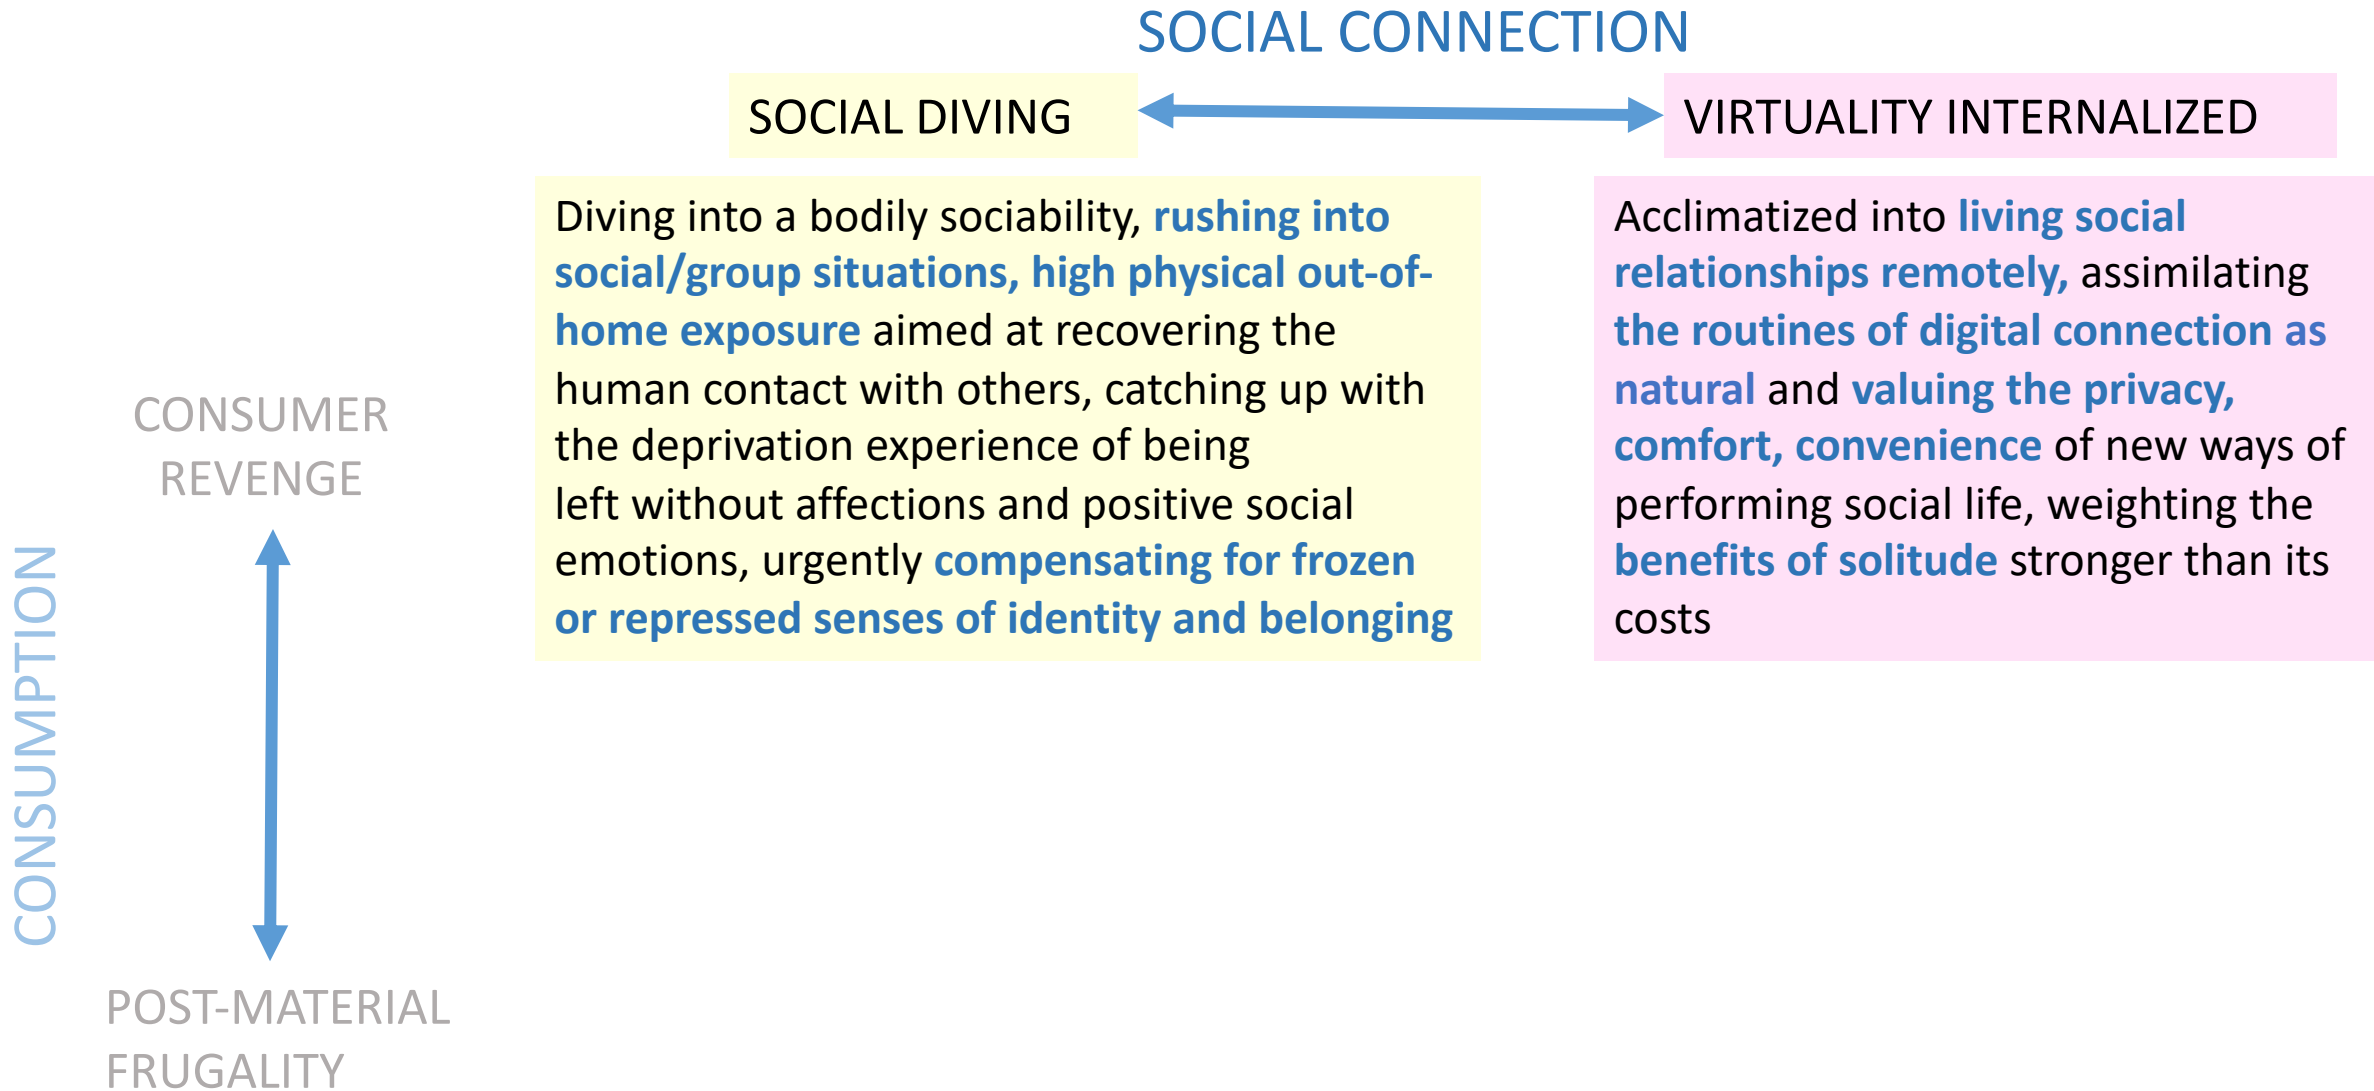 SOCIAL CONNECTION
SOCIAL DIVING
VIRTUALITY INTERNALIZED
Diving into a bodily sociability, rushing into
social/group situations, high physical out-of-
home exposure aimed at recovering the
human contact with others, catching up with
the deprivation experience of being
left without affections and positive social
emotions, urgently compensating for frozen
or repressed senses of identity and belonging
Acclimatized into living social
relationships remotely, assimilating
the routines of digital connection as
natural and valuing the privacy,
comfort, convenience of new ways of
performing social life, weighting the
benefits of solitude stronger than its
costs
CONSUMPTION
CONSUMER
REVENGE
POST-MATERIAL
FRUGALITY